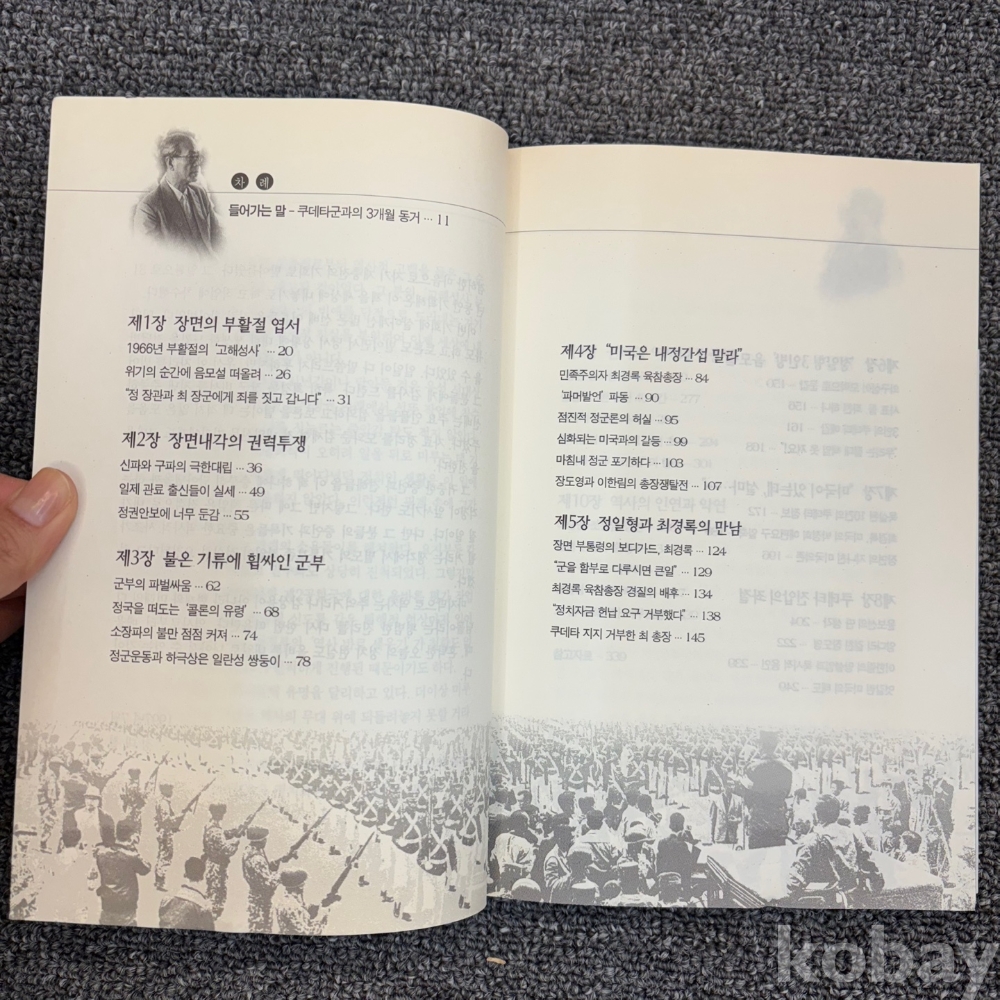 차례
들어가는 말 - 쿠데타군과의 3개월 동거 … 11
제1장 장면의 부활절 엽서
1966년 부활절의 '고해성사' … 20
위기의 순간에 음모설 떠올려 … 26
"정 장관과 최 장군에게 죄를 짓고 갑니다" … 31
제2장 장면내각의 권력투쟁
신파와 구파의 극한대립 … 36
일제 관료 출신들이 실세 … 49
정권안보에 너무 둔감 … 55
제3장 불온 기류에 휩싸인 군부
군부의 파벌싸움 … 62
정국을 떠도는 '콜론의 유령' … 68
소장파의 불만 점점 커져 … 74
정군운동과 하극상은 일란성 쌍둥이 … 78
제4장 "미국은 내정간섭 말라"
민족주의자 최경록 육참총장 … 84
'파머발언' 파동 … 90
점진적 정군론의 허실 … 95
심화되는 미국과의 갈등 … 99
마침내 정군 포기하다 … 103
장도영과 이한림의 총장쟁탈전 … 107
제5장 정일형과 최경록의 만남
장면 부통령의 보디가드, 최경록 … 124
"군을 함부로 다루시면 큰일" … 129
최경록 육참총장 경질의 배후 … 134
"정치자금 헌납 요구 거부했다" … 138
쿠데타 지지 거부한 최 총장 … 145
kobay